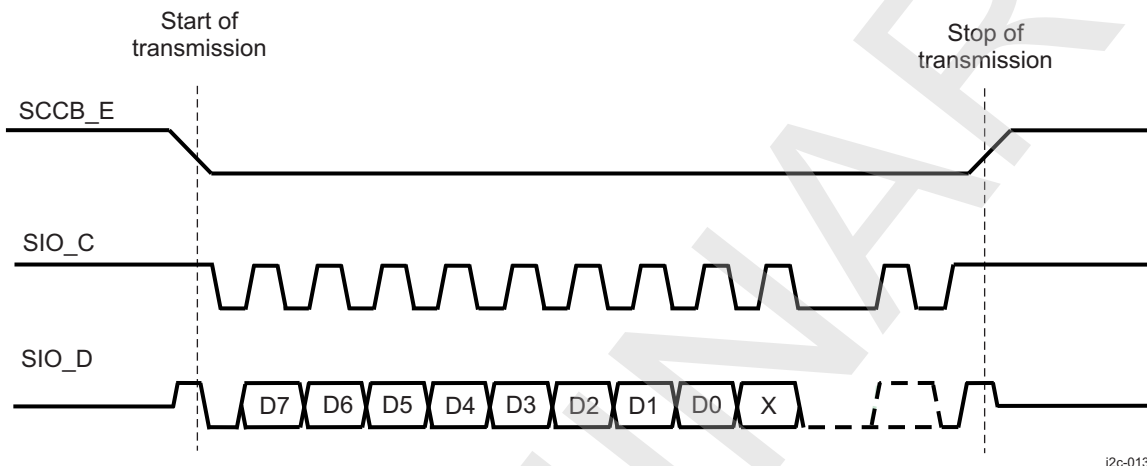 Start of
transmission
Stop of
transmission
SCCB_E
SIO_C
SIO_D
D7 D6 D5 D4 D3 D2 D1 D0 X
i2c-013
INAR